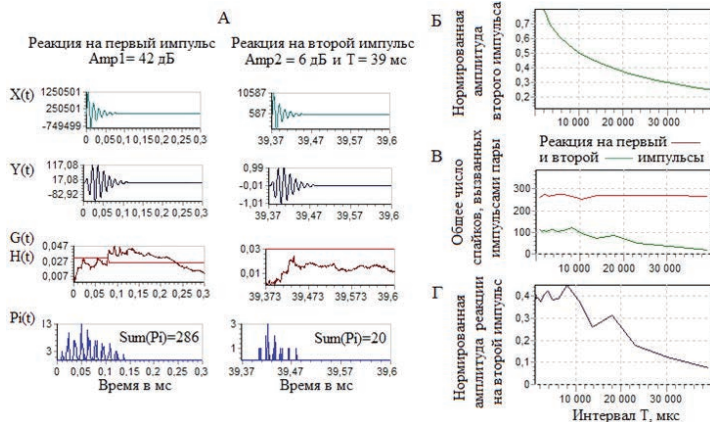 А
Реакция на первый импульс
Amp1= 42 дБ
Реакция на второй импульс
Amp2 = 6 дБ и T = 39 мс
X(t)
1250501
250501
-749499
0 0,05 0,1 0,15 0,2 0,25 0,3
10587
587
39,37 39,47 39,6 39,6
Y(t)
117,08
17,08
-82,92
0 0,05 0,1 0,15 0,2 0,25 0,3
0,99
-0,01
-1,01
39,37 39,47 39,6 39,6
G(t)
H(t)
0,047
0,027
0,007
0 0,05 0,1 0,15 0,2 0,25 0,3
0,03
0,01
39,373 39,473 39,573 39,6
Pi(t)
13
3
Sum(Pi)=286
0 0,05 0,1 0,15 0,2 0,25 0,3
3
1
Sum(Pi)=20
39,37 39,47 39,6 39,6
Время в мс
Время в мс
Б
Нормированная
амплитуда
второго импульса
0,7
0,6
0,5
0,4
0,3
0,2
10 000 20 000 30 000
В
Общее число
спайков, вызванных
импульсами пары
Реакция на первый
и второй импульсы
300
200
100
0
10 000 20 000 30 000
Г
Нормированная
амплитуда реакции
на второй импульс
0,4
0,3
0,2
0,1
10 000 20 000 30 000
Интервал T, мкс